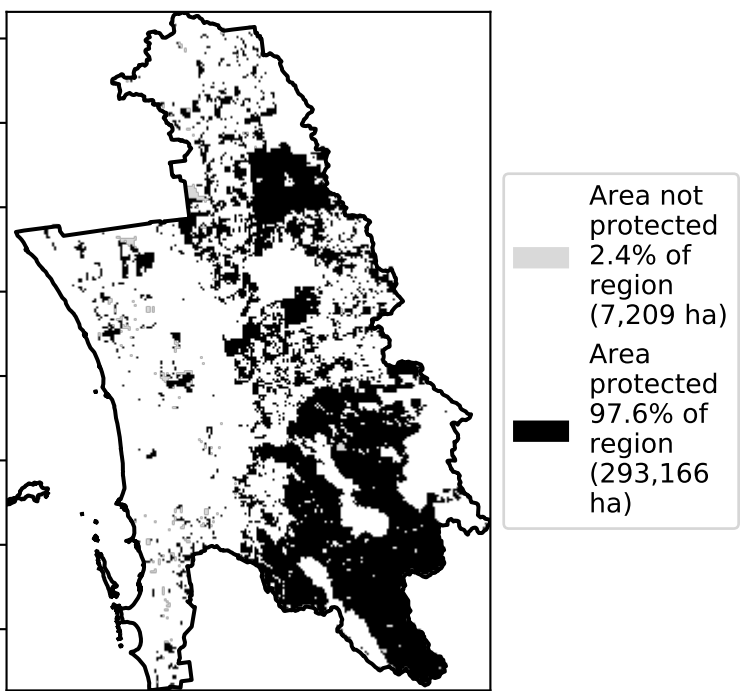 Area not
protected
2.4% of
region
(7,209 ha)
Area
protected
97.6% of
region
(293,166
ha)